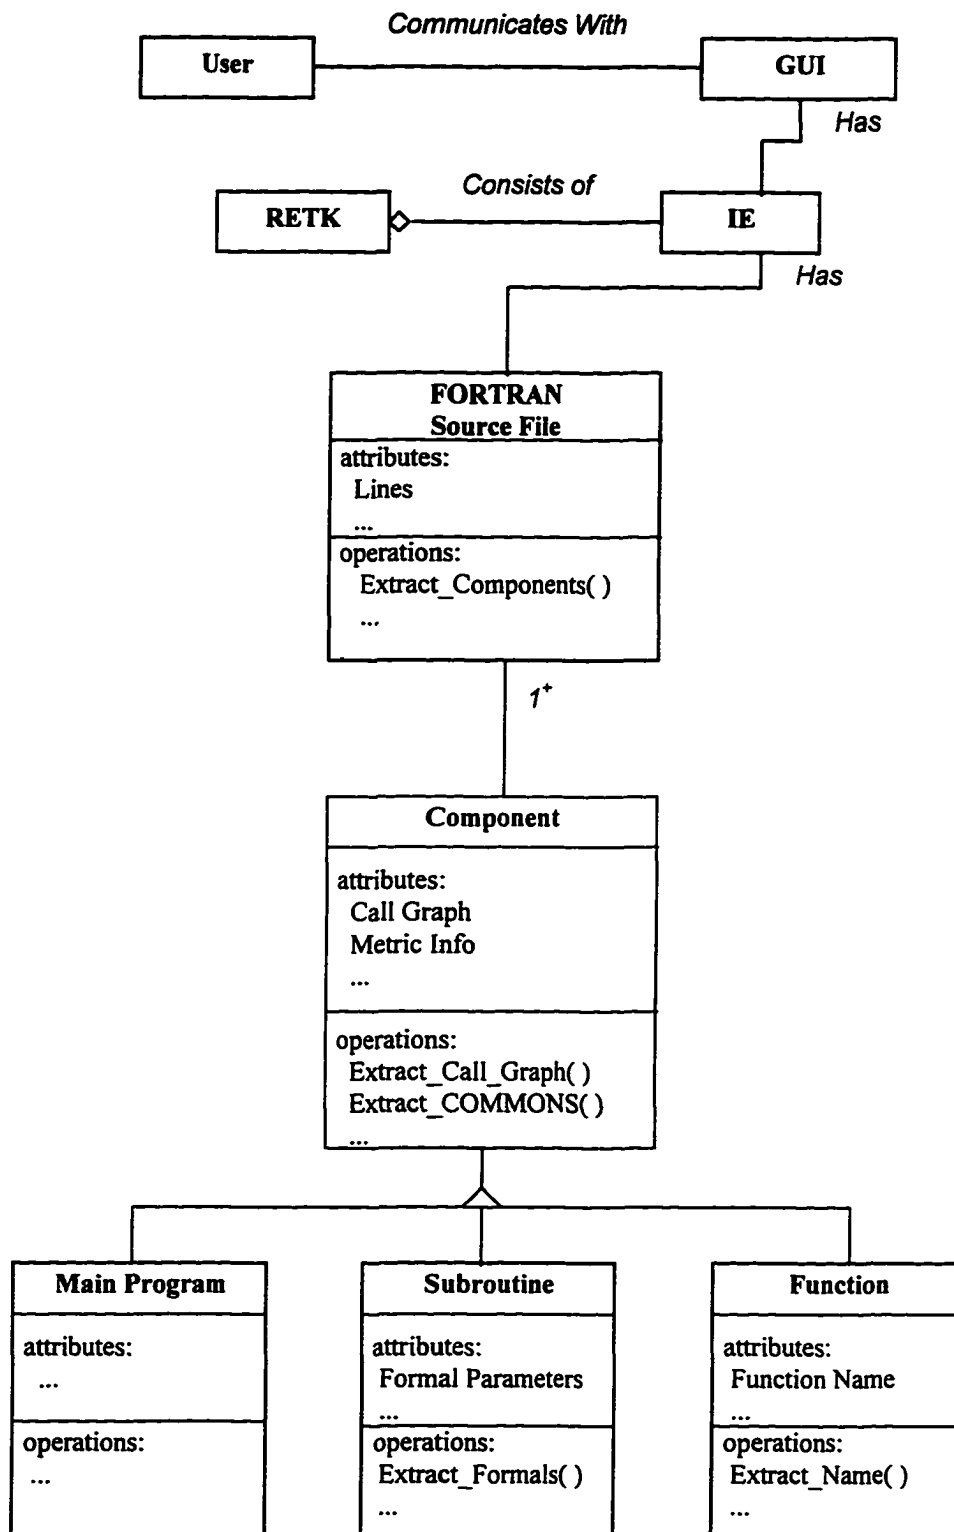 Communicates With
User
GUI
Has
Consists of
RETK
IE
Has
FORTRAN
Source File
attributes:
Lines
...
operations:
Extract_Components( )
...
1+
Component
attributes:
Call Graph
Metric Info
...
operations:
Extract_Call_Graph( )
Extract_COMMONS( )
...
Main Program
attributes:
...
operations:
...
Subroutine
attributes:
Formal Parameters
...
operations:
Extract_Formals( )
...
Function
attributes:
Function Name
...
operations:
Extract_Name( )
...